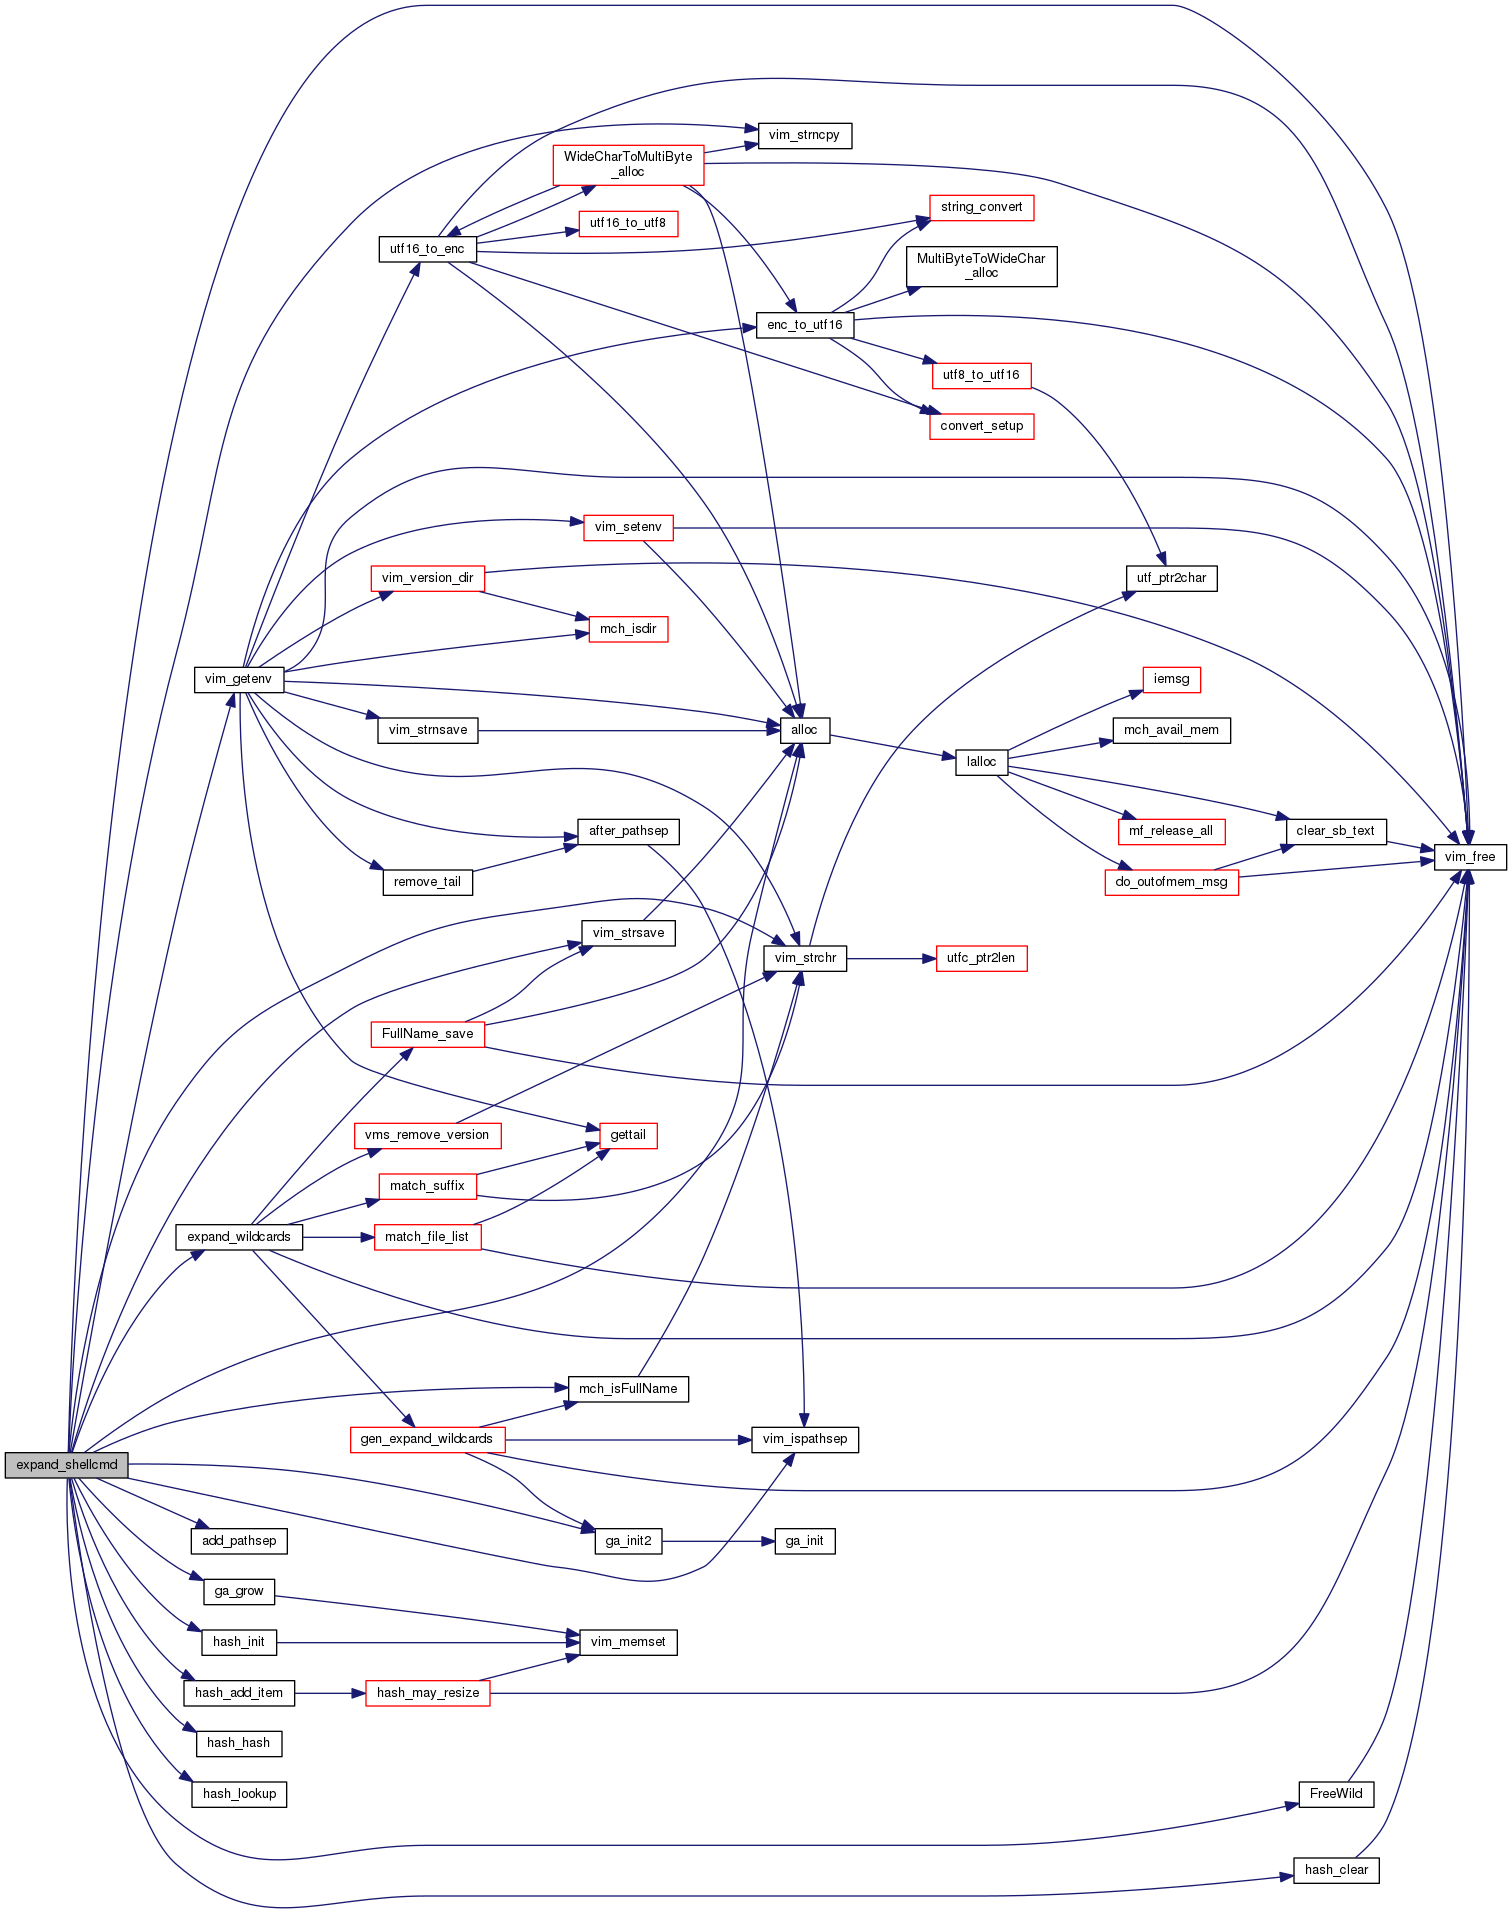 vim_strncpy
WideCharToMultiByte
_alloc
string_convert
utf16_to_utf8
utf16_to_enc
MultiByteToWideChar
_alloc
enc_to_utf16
utf8_to_utf16
convert_setup
vim_setenv
vim_version_dir
utf_ptr2char
mch_isdir
vim_getenv
iemsg
vim_strnsave
alloc
mch_avail_mem
lalloc
after_pathsep
mf_release_all
clear_sb_text
vim_free
remove_tail
do_outofmem_msg
vim_strsave
vim_strchr
utfc_ptr2len
FullName_save
vms_remove_version
gettail
match_suffix
expand_wildcards
match_file_list
mch_isFullName
gen_expand_wildcards
vim_ispathsep
expand_shellcmd
add_pathsep
ga_init2
ga_init
ga_grow
hash_init
vim_memset
hash_add_item
hash_may_resize
hash_hash
hash_lookup
FreeWild
hash_clear